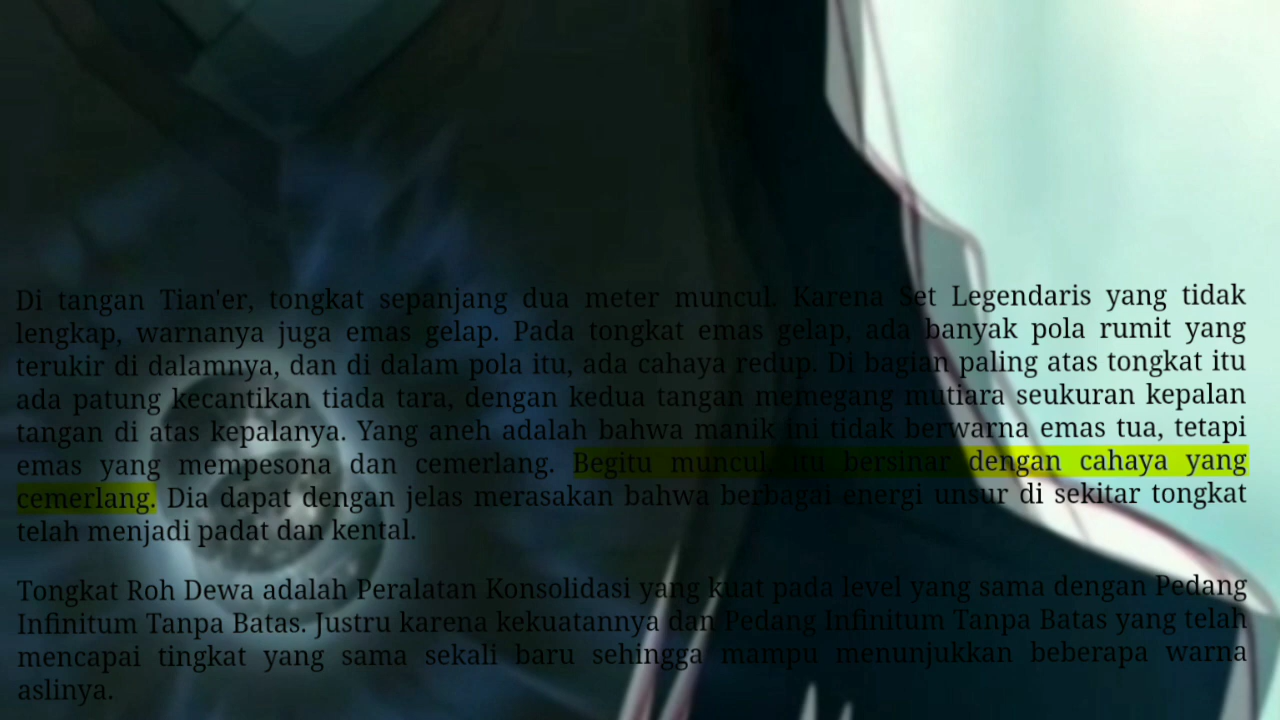 Di tangan Tian'er, tongkat sepanjang dua meter muncul. Karena Set Legendaris yang tidak
lengkap, warnanya juga emas gelap. Pada tongkat emas gelap, ada banyak pola rumit yang
terukir di dalamnya, dan di dalam pola itu, ada cahaya redup. Di bagian paling atas tongkat itu
ada patung kecantikan tiada tara, dengan kedua tangan memegang mutiara seukuran kepalan
tangan di atas kepalanya. Yang aneh adalah bahwa manik ini tidak berwarna emas tua, tetapi
emas yang mempesona dan cemerlang. Begitu muncul, itu bersinar dengan cahaya yang
cemerlang. Dia dapat dengan jelas merasakan bahwa berbagai energi unsur di sekitar tongkat
telah menjadi padat dan kental.
Tongkat Roh Dewa adalah Peralatan Konsolidasi yang kuat pada level yang sama dengan Pedang
Infinitum Tanpa Batas. Justru karena kekuatannya dan Pedang Infinitum Tanpa Batas yang telah
mencapai tingkat yang sama sekali baru sehingga mampu menunjukkan beberapa warna
aslinya.